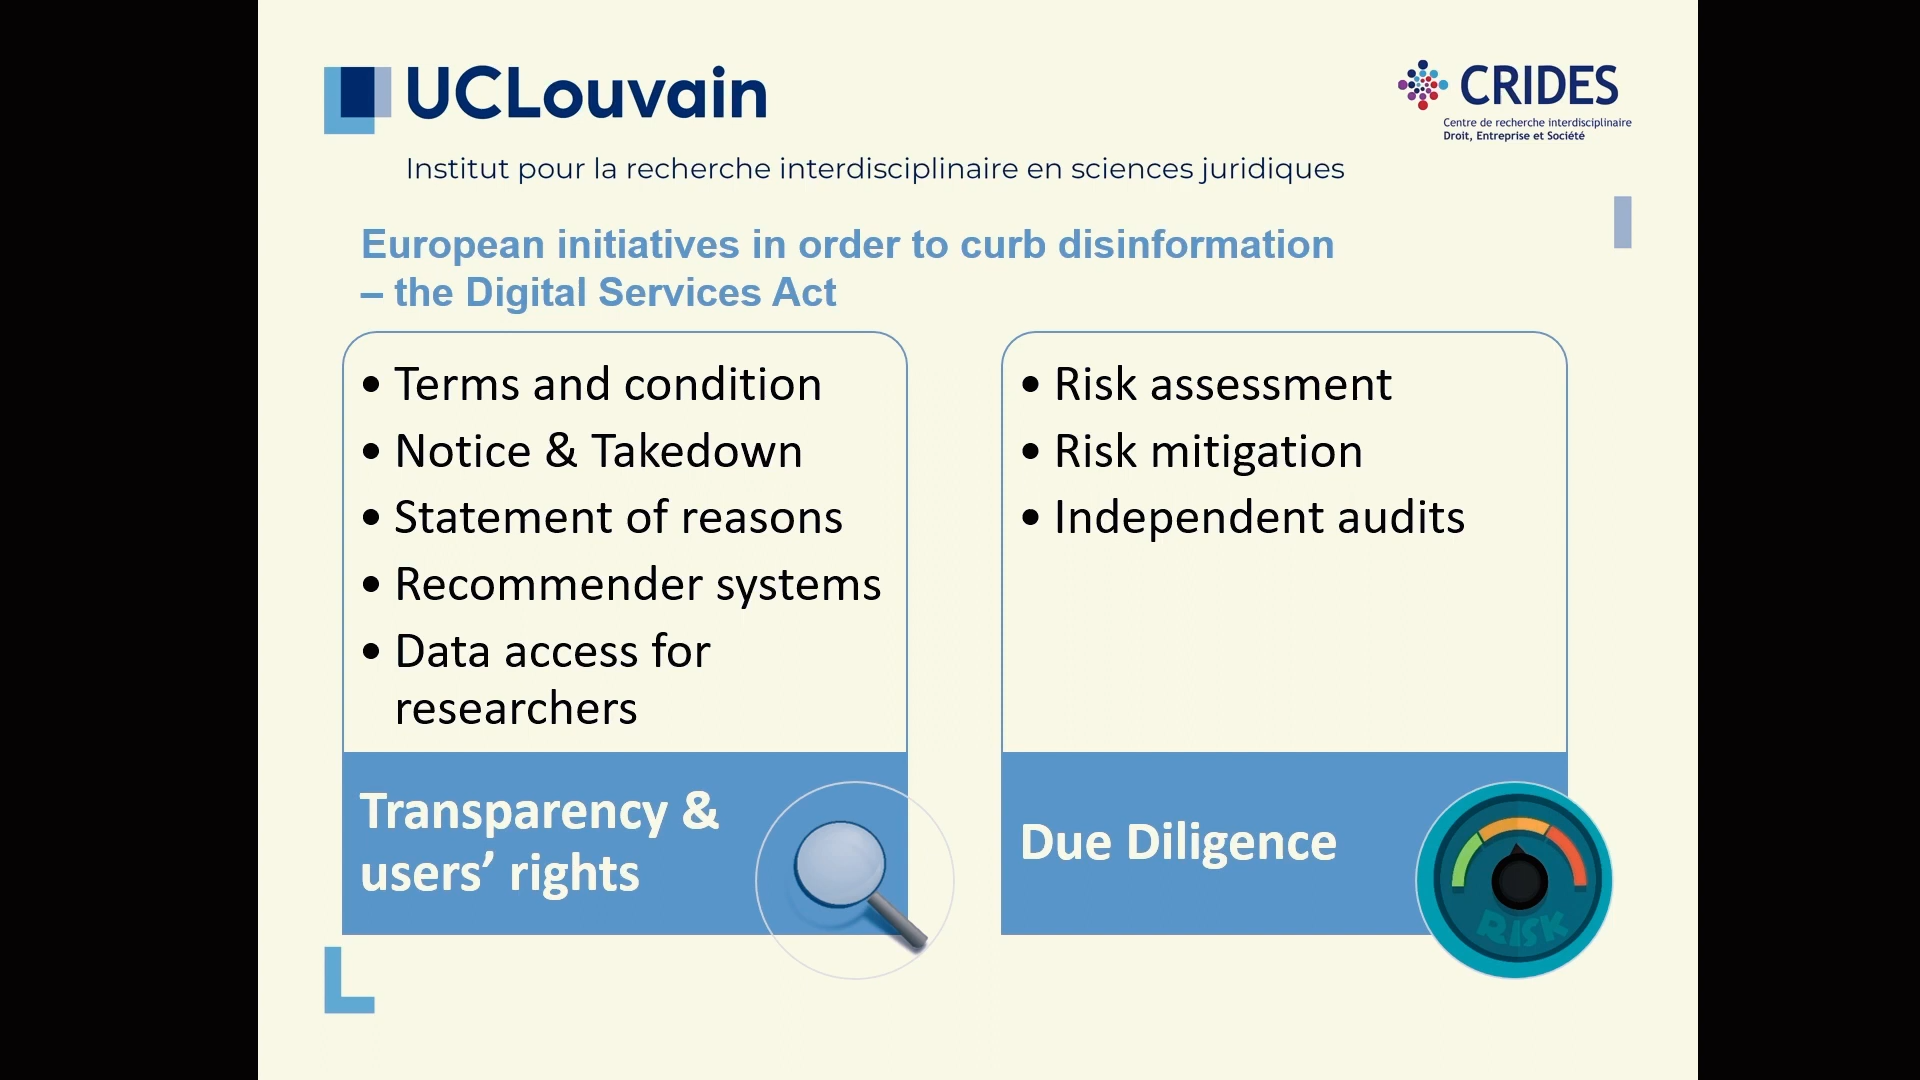 UCLouvain
CRIDES
Centre de recherche interdisciplinaire
Droit, Entreprise et Société
Institut pour la recherche interdisciplinaire en sciences juridiques
European initiatives in order to curb disinformation
– the Digital Services Act
• Terms and condition
• Notice & Takedown
• Statement of reasons
• Recommender systems
• Data access for
researchers
Transparency &
users’ rights
• Risk assessment
• Risk mitigation
• Independent audits
Due Diligence
RISK